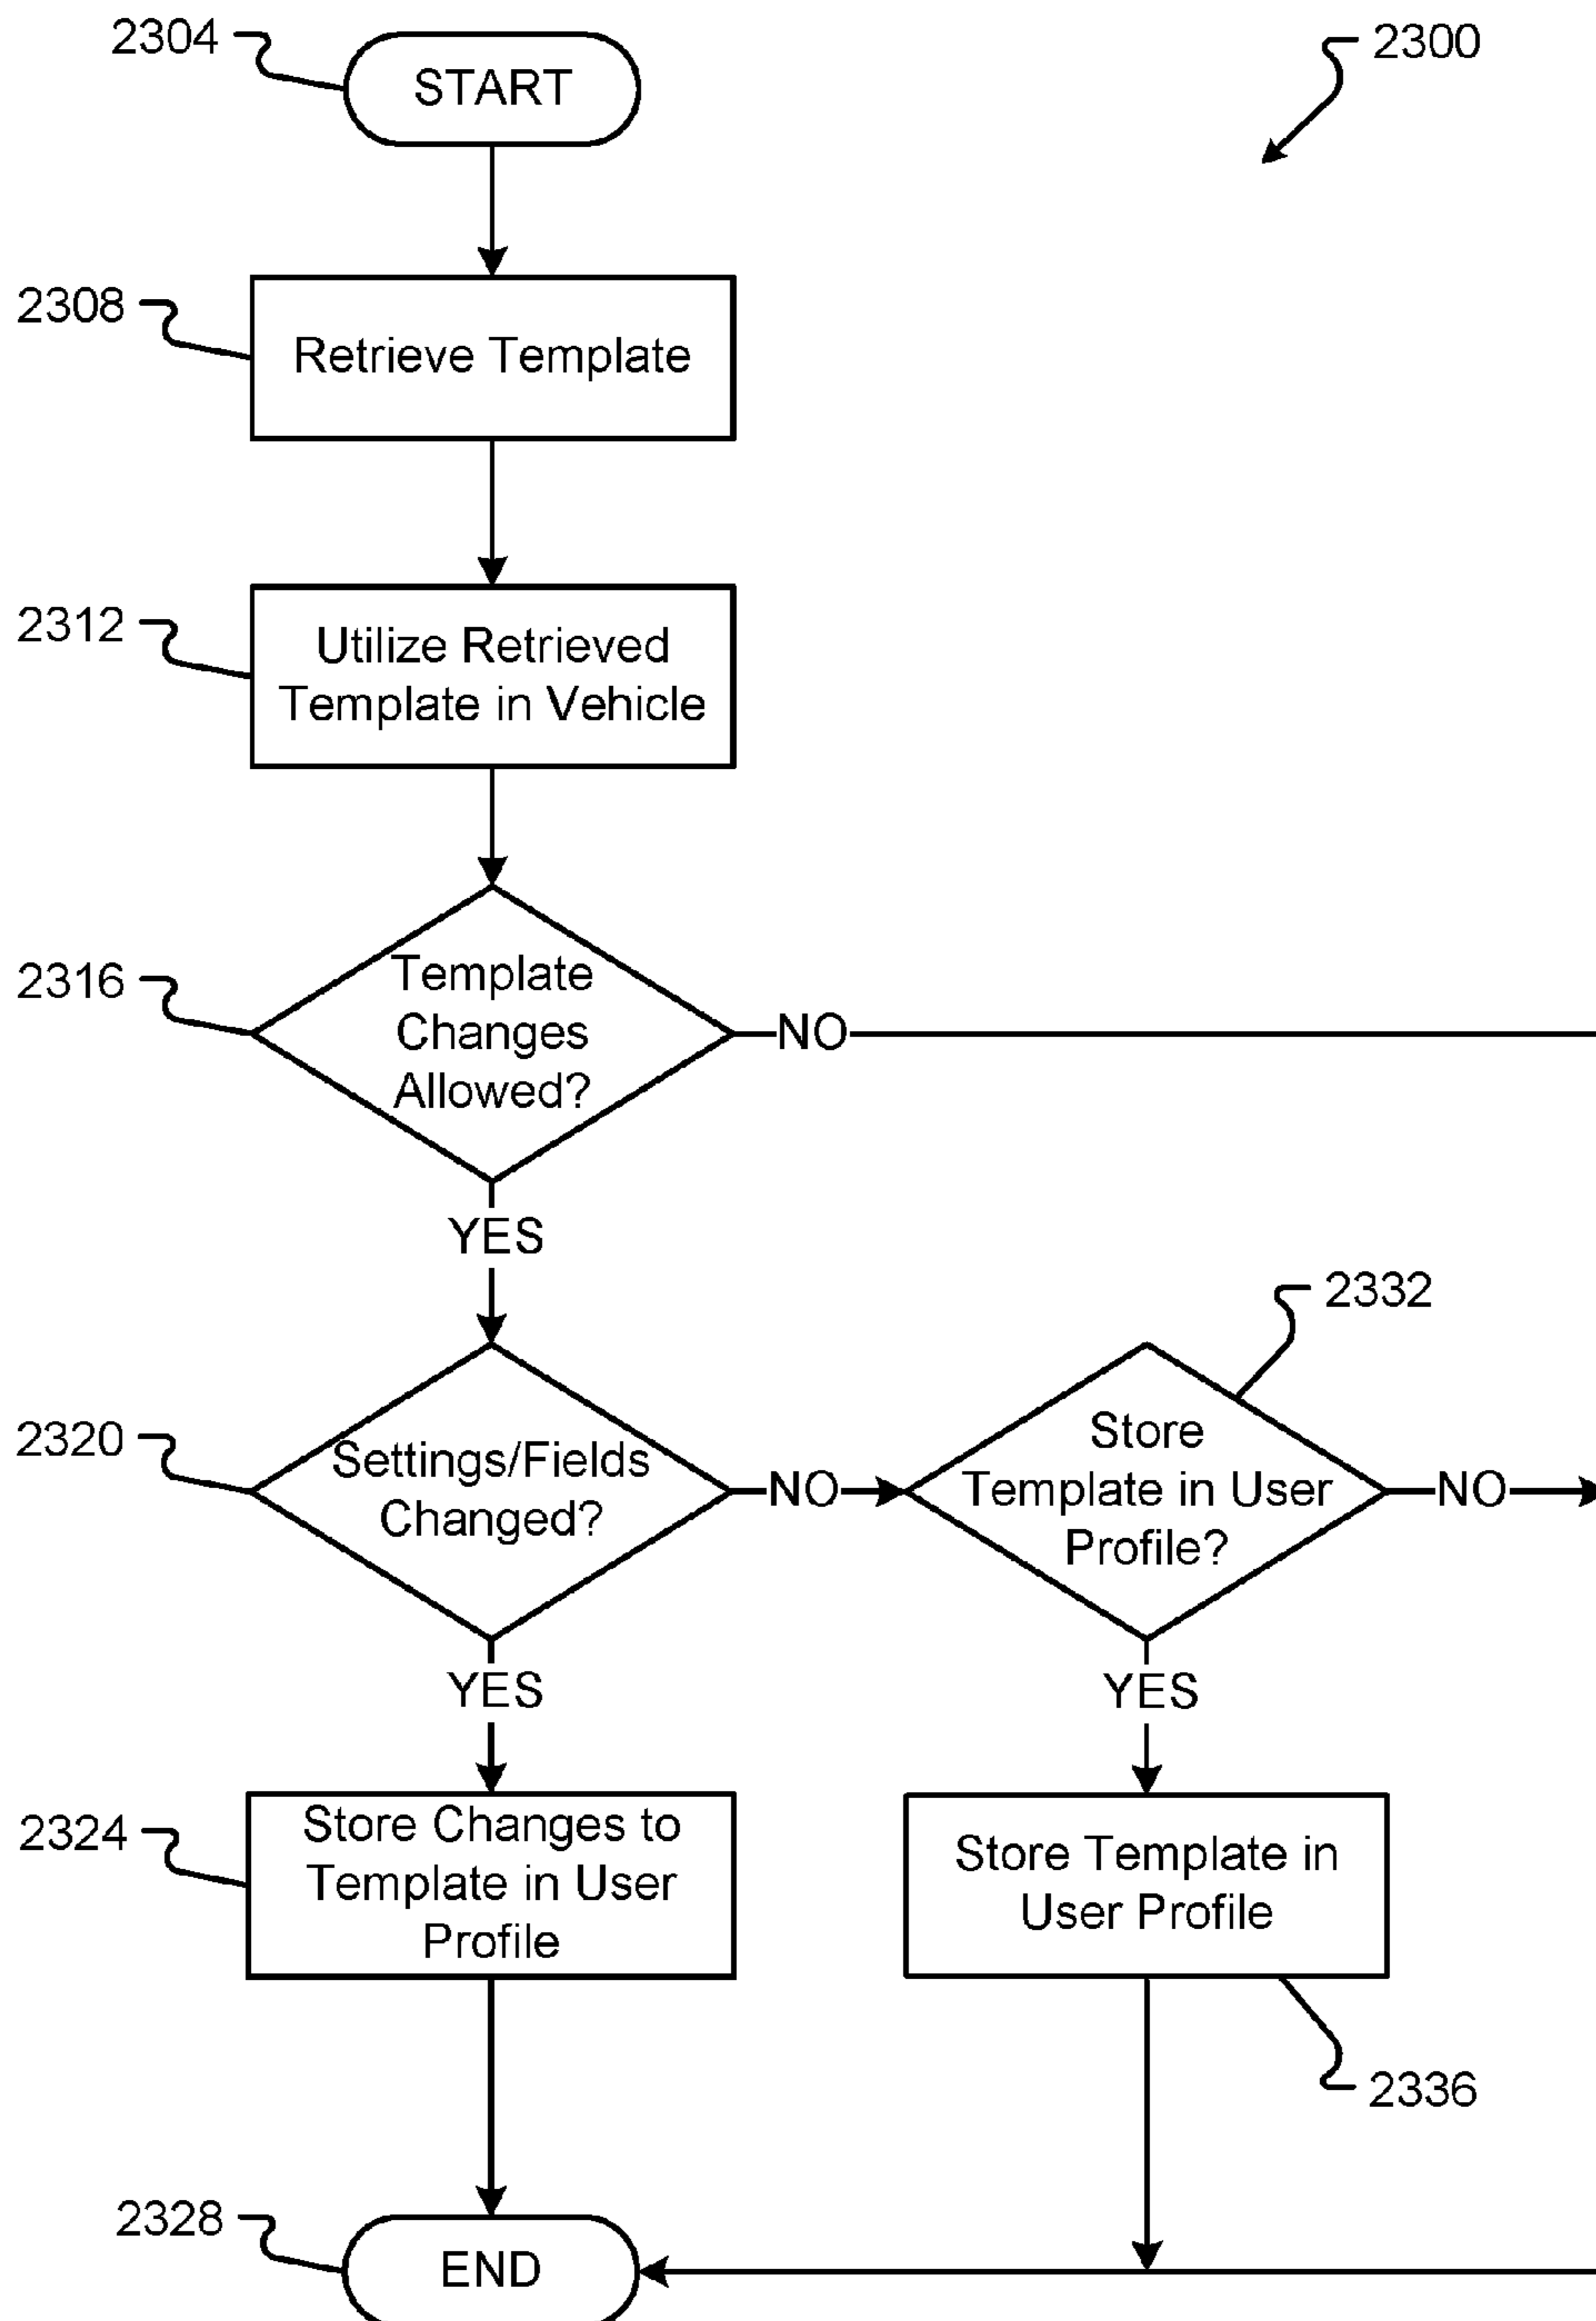 2304
START
2300
2308
Retrieve Template
2312
Utilize Retrieved
Template in Vehicle
2316
Template
Changes
Allowed?
NO
YES
2332
2320
Settings/Fields
Changed?
NO
Store
Template in User
Profile?
NO
YES
YES
2324
Store Changes to
Template in User
Profile
Store Template in
User Profile
2336
2328
END